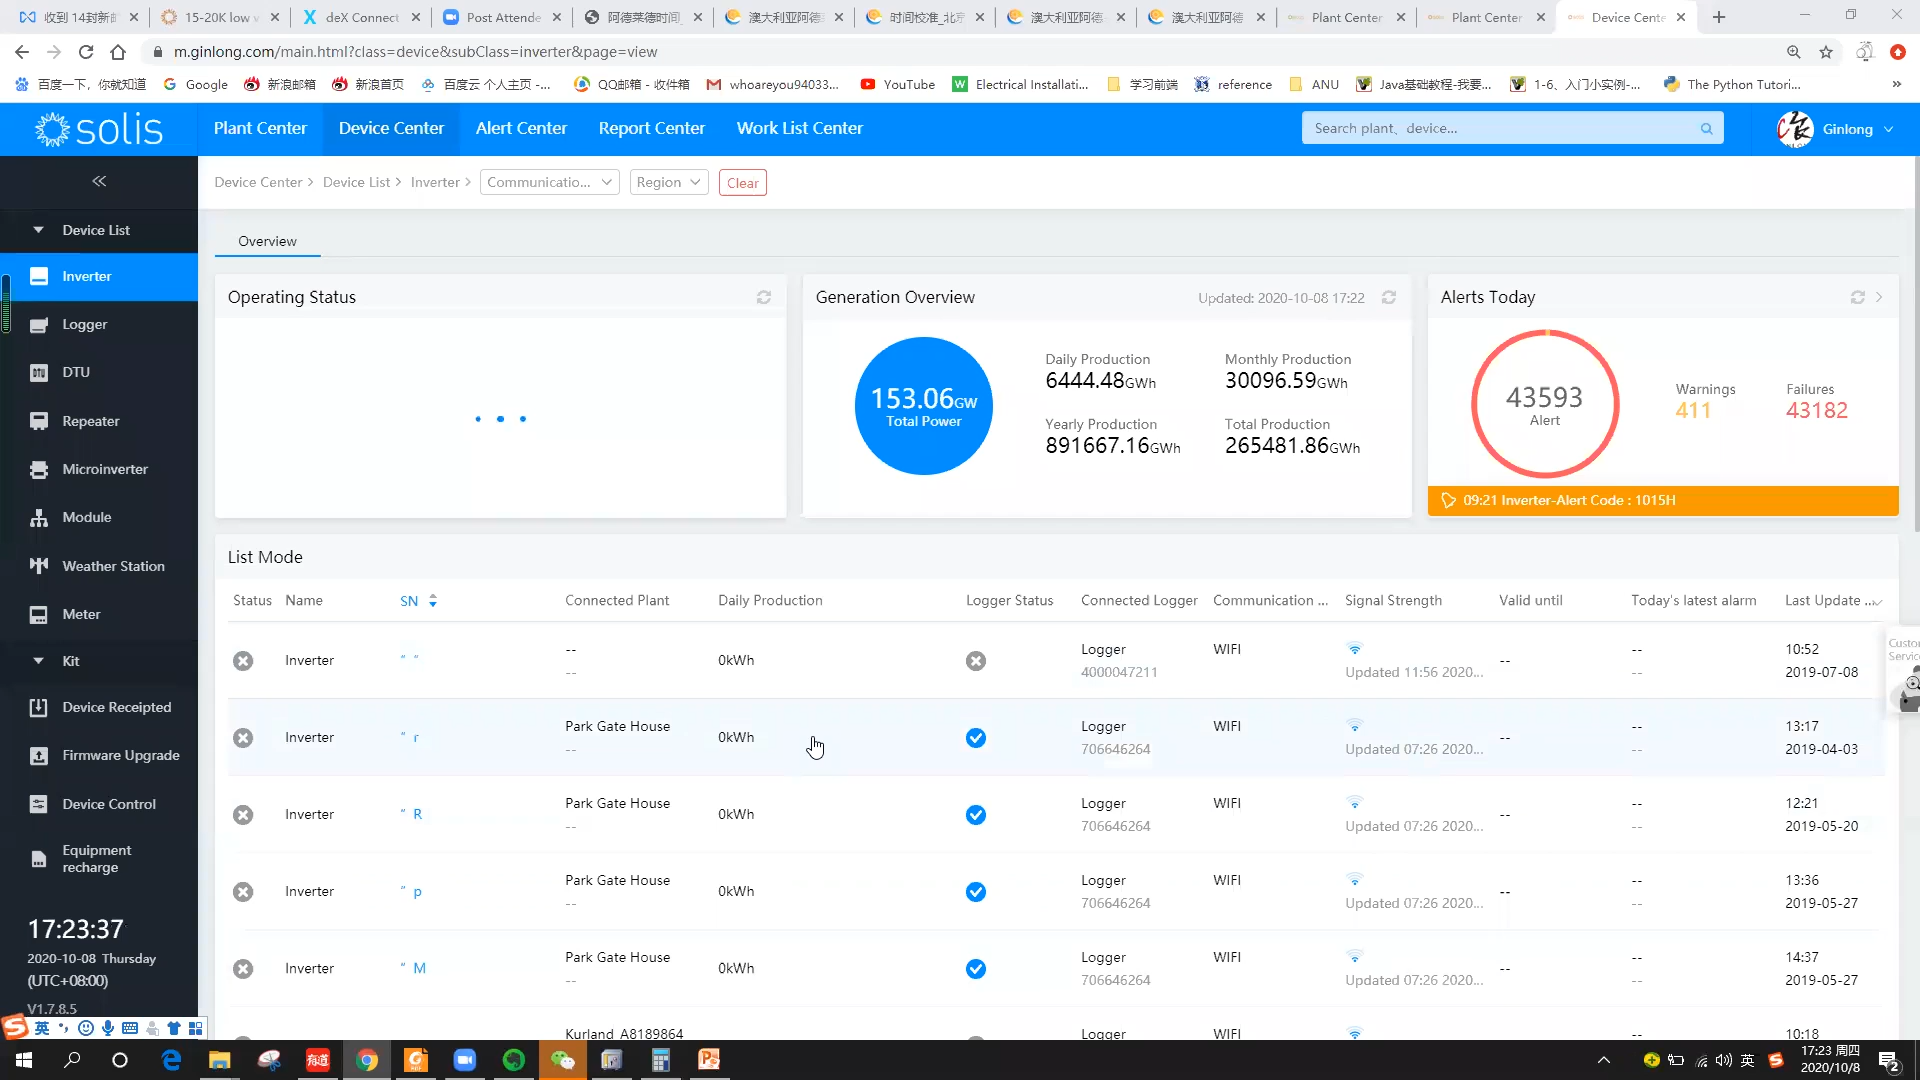 收到 14封新
15-20K low v
deX Connect
Post Attende
阿德莱德时间_
澳大利亚阿德
时间校准_北京
澳大利亚阿德
澳大利亚阿德
Plant Center
Plant Center
Device Cente
m.ginlong.com/main.html?class=device&subClass=inverter&page=view
百度一下，你就知道
Google
新浪邮箱
新浪首页
百度云 个人主页 -...
QQ邮箱 - 收件箱
whoareyou94033...
YouTube
Electrical Installati...
学习前端
reference
ANU
Java基础教程-我要...
1-6、入门小实例-...
The Python Tutori...
»
solis
Plant Center
Device Center
Alert Center
Report Center
Work List Center
Search plant、device...
Ginlong
Device Center > Device List > Inverter >
Communicatio...
Region
Clear
Device List
Inverter
Logger
DTU
Repeater
Microinverter
Module
Weather Station
Meter
Kit
Device Receipted
Firmware Upgrade
Device Control
Equipment
recharge
17:23:37
2020-10-08 Thursday
(UTC+08:00)
V1.7.8.5
Overview
Operating Status
Generation Overview
Updated: 2020-10-08 17:22
153.06GW
Total Power
Daily Production
6444.48GWh
Monthly Production
30096.59GWh
Yearly Production
891667.16GWh
Total Production
265481.86GWh
Alerts Today
43593
Alert
Warnings
411
Failures
43182
09:21 Inverter-Alert Code : 1015H
List Mode
Status Name SN Connected Plant Daily Production Logger Status Connected Logger Communication ... Signal Strength Valid until Today's latest alarm Last Update ...
Inverter " " -- -- 0kWh Logger 4000047211 WIFI Updated 11:56 2020... -- -- -- 10:52 2019-07-08
Inverter " r Park Gate House -- 0kWh Logger 706646264 WIFI Updated 07:26 2020... -- -- -- 13:17 2019-04-03
Inverter " R Park Gate House -- 0kWh Logger 706646264 WIFI Updated 07:26 2020... -- -- -- 12:21 2019-05-20
Inverter " p Park Gate House -- 0kWh Logger 706646264 WIFI Updated 07:26 2020... -- -- -- 13:36 2019-05-27
Inverter " M Park Gate House -- 0kWh Logger 706646264 WIFI Updated 07:26 2020... -- -- -- 14:37 2019-05-27
Kurland A8189864 Logger WIFI -- 10:18
Custo
Service
英
有道
英
17:23 周四
2020/10/8
2